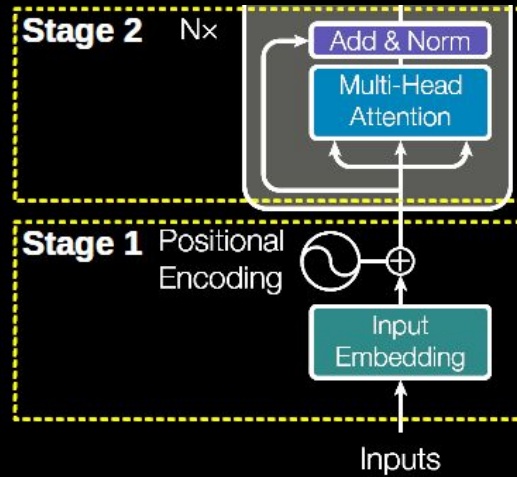 Stage 2
N×
Add & Norm
Multi-Head
Attention
Stage 1
Positional
Encoding
Input
Embedding
Inputs